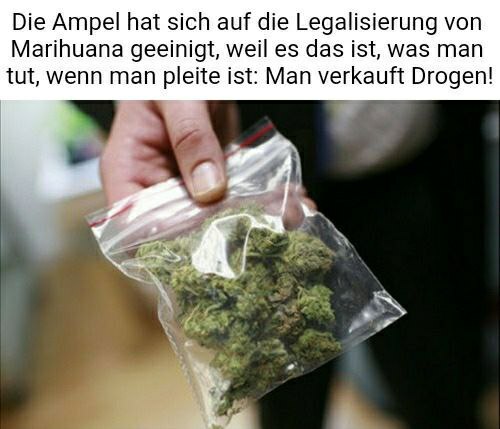 Die Ampel hat sich auf die Legalisierung von
Marihuana geeinigt, weil es das ist, was man
tut, wenn man pleite ist: Man verkauft Drogen!